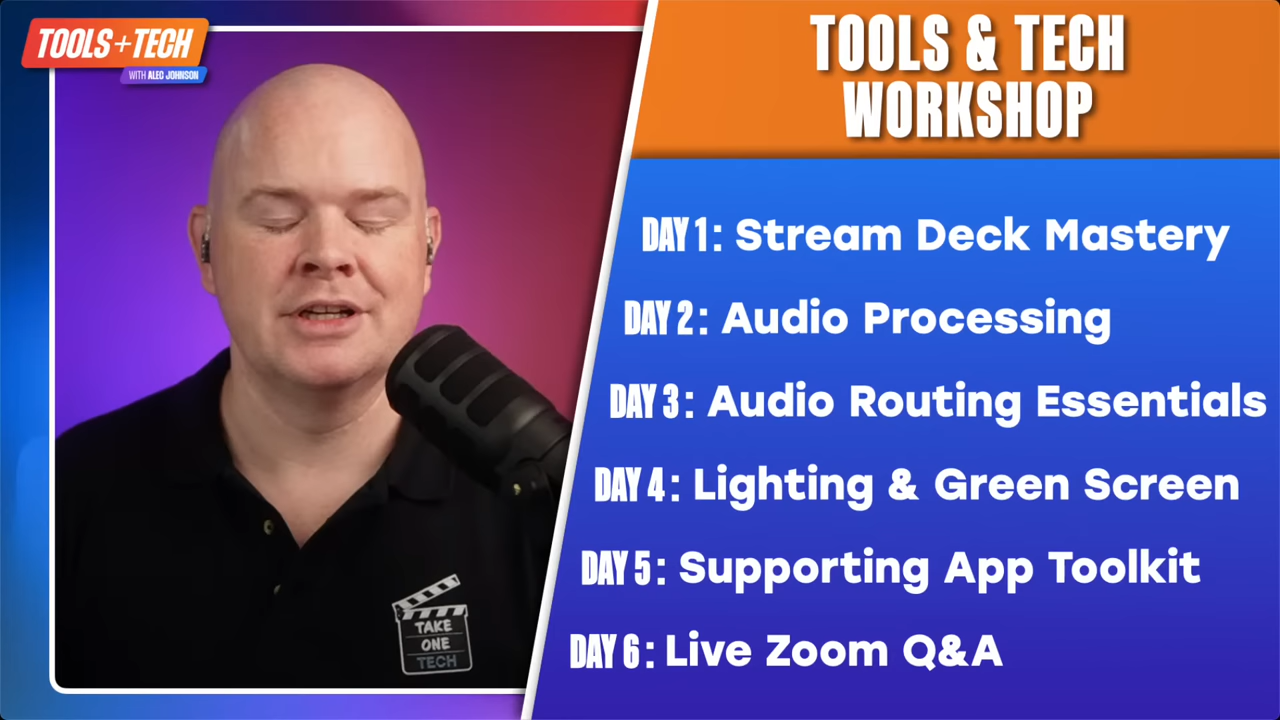 TOOLS+TECH
WITH ALEC JOHNSON
TOOLS & TECH
WORKSHOP
DAY 1: Stream Deck Mastery
DAY 2: Audio Processing
DAY 3: Audio Routing Essentials
DAY 4: Lighting & Green Screen
DAY 5: Supporting App Toolkit
DAY 6: Live Zoom Q&A
TAKE
ONE
TECH